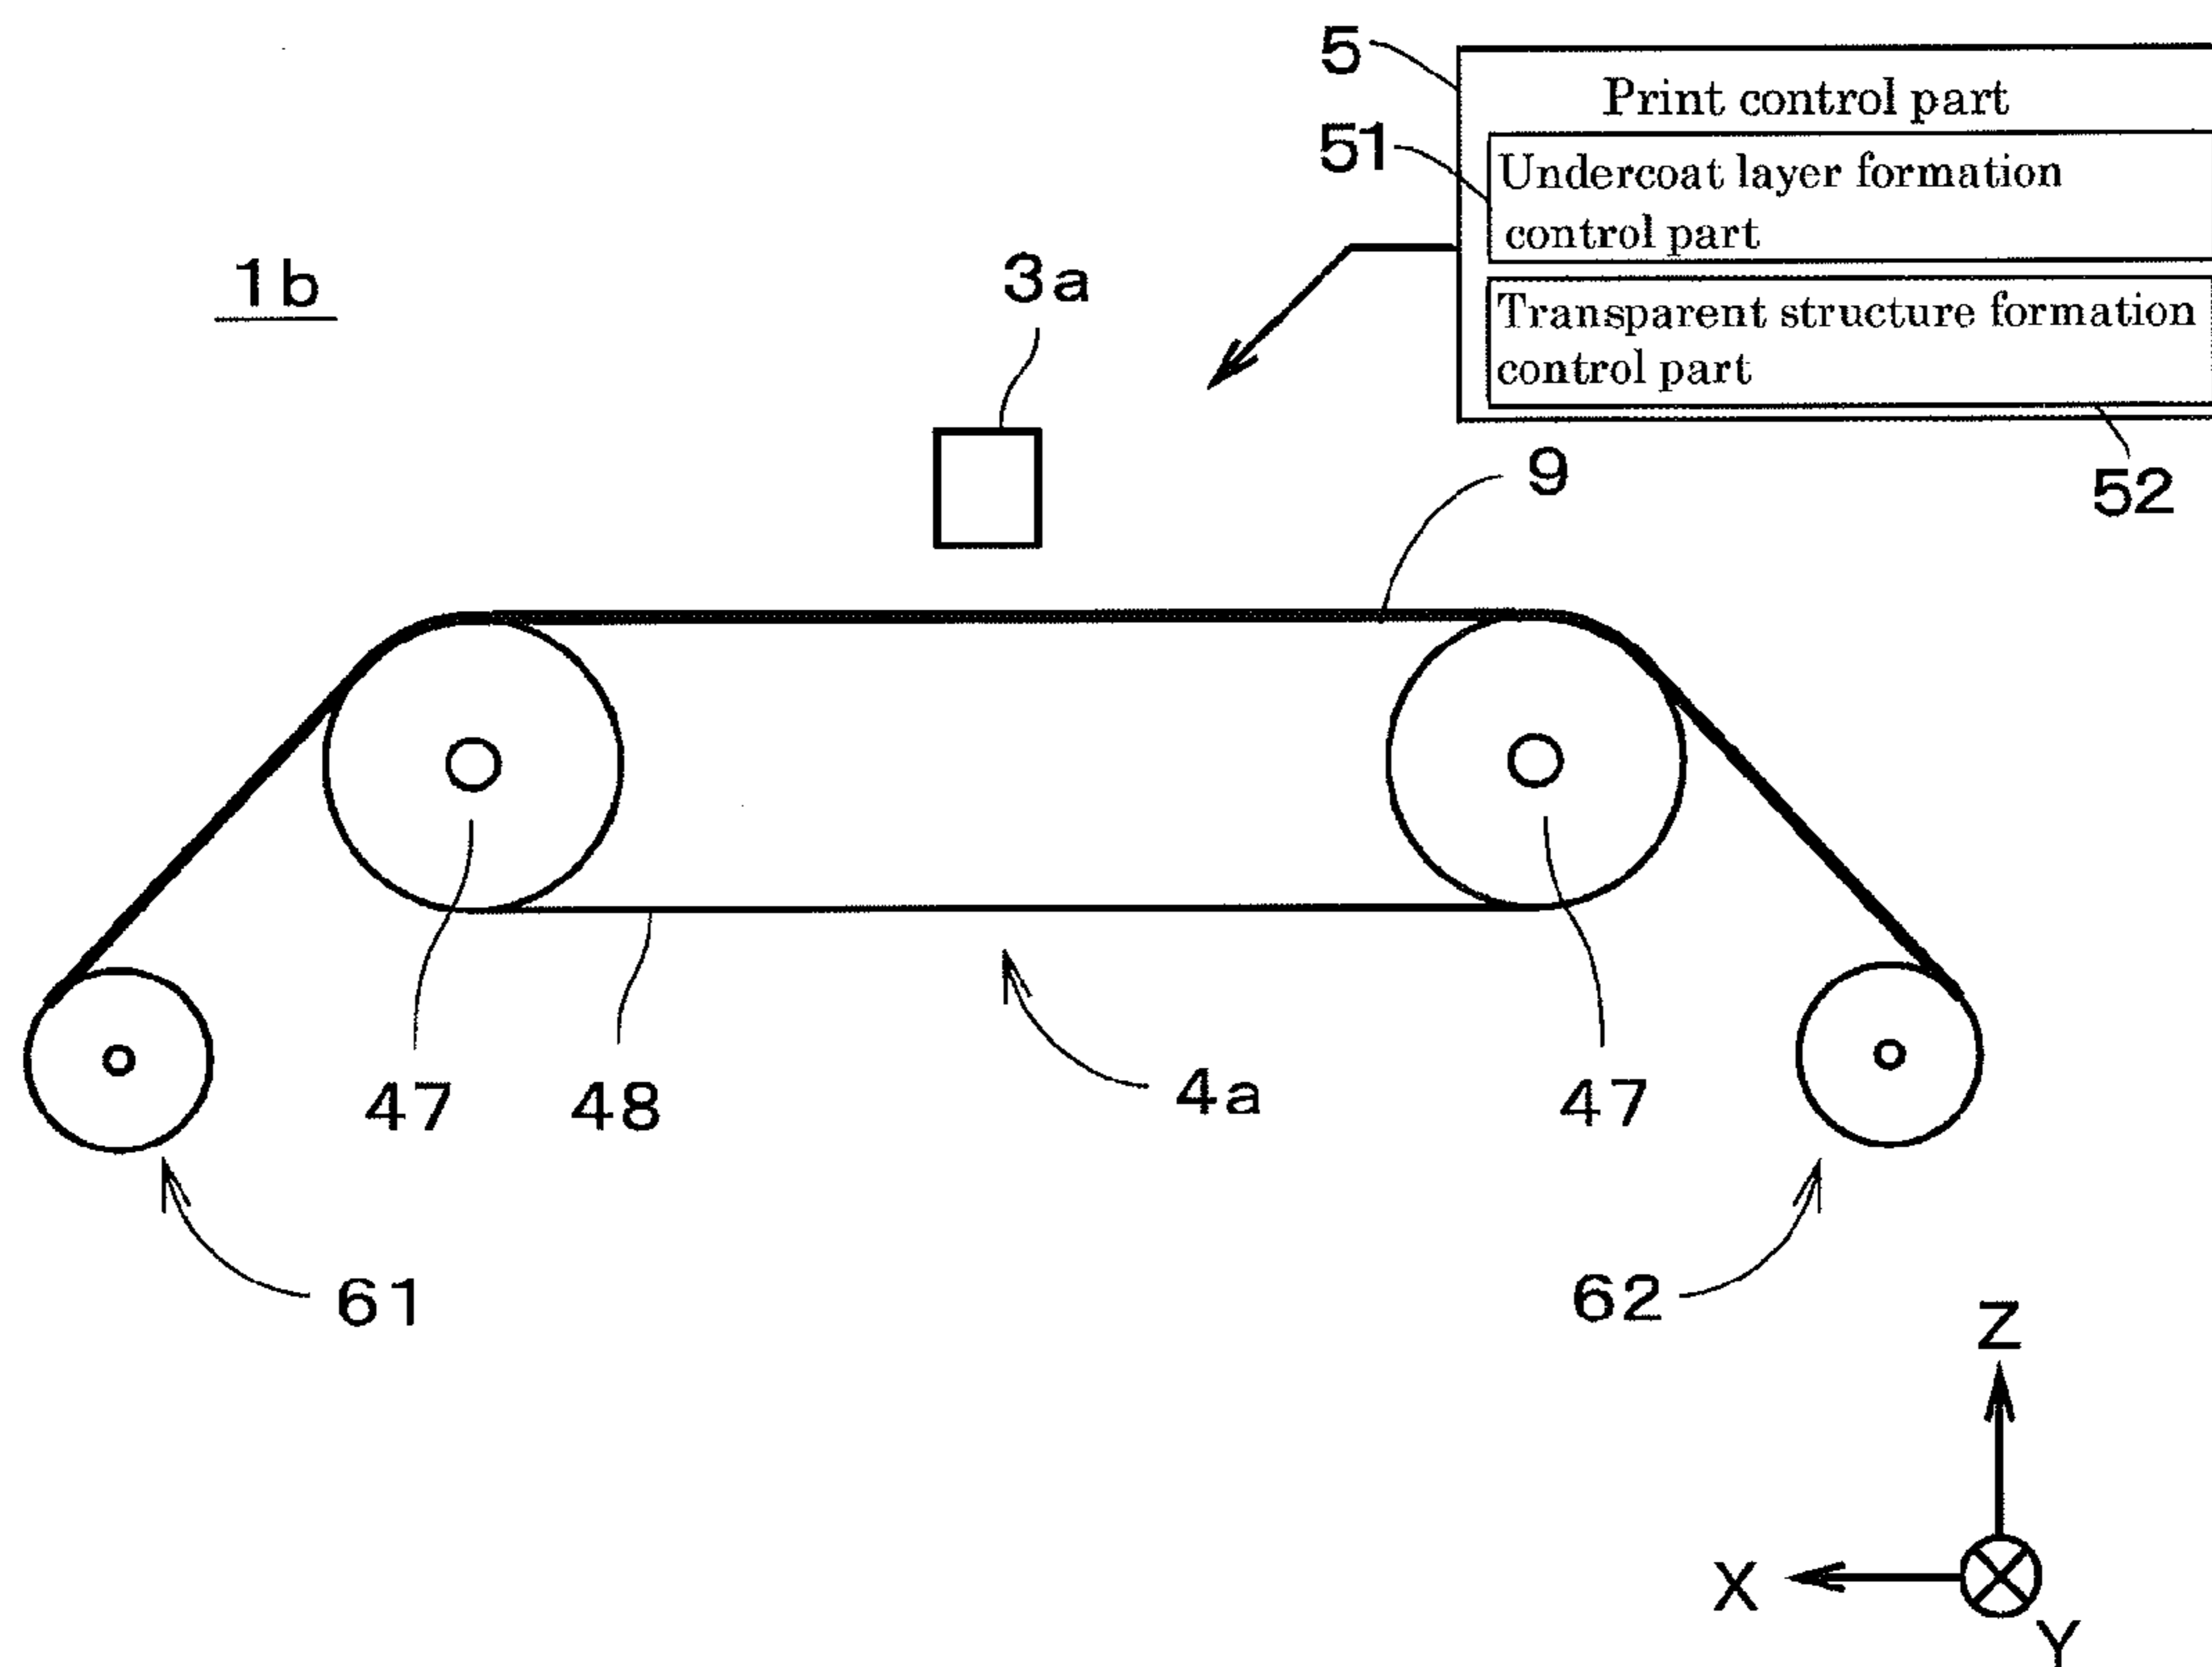 5
Print control part
51
Undercoat layer formation
control part
1b
3a
Transparent structure formation
control part
9
52
47
48
4a
47
61
62
Z
X
Y